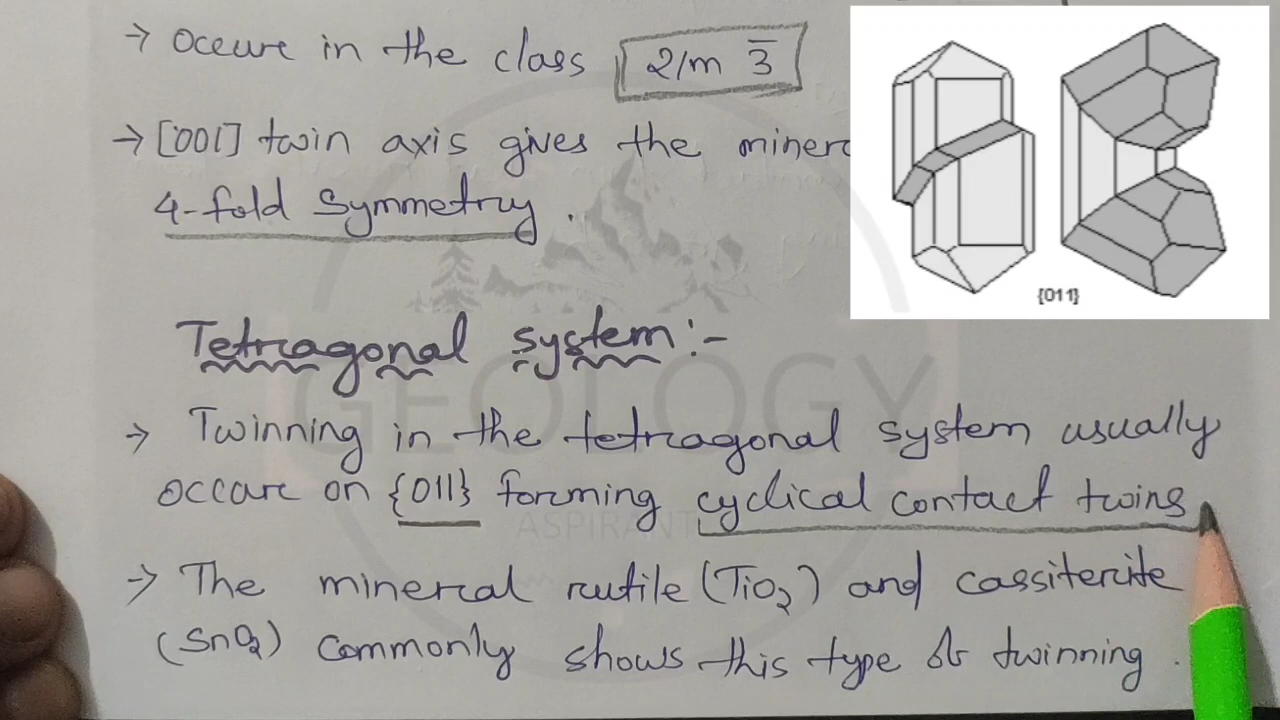 → Occure in the class 2/m 3̅
→ [001] twin axis gives the minera
4-fold Symmetry.
{011}
Tetragonal system:-
→ Twinning in the tetragonal system usually
occure on {011} forming cyclical contact twins
→ The mineral rutile (TiO₂) and cassiterite
(SnO₂) commonly shows this type of twinning.
GEOLOGY
ASPIRANT